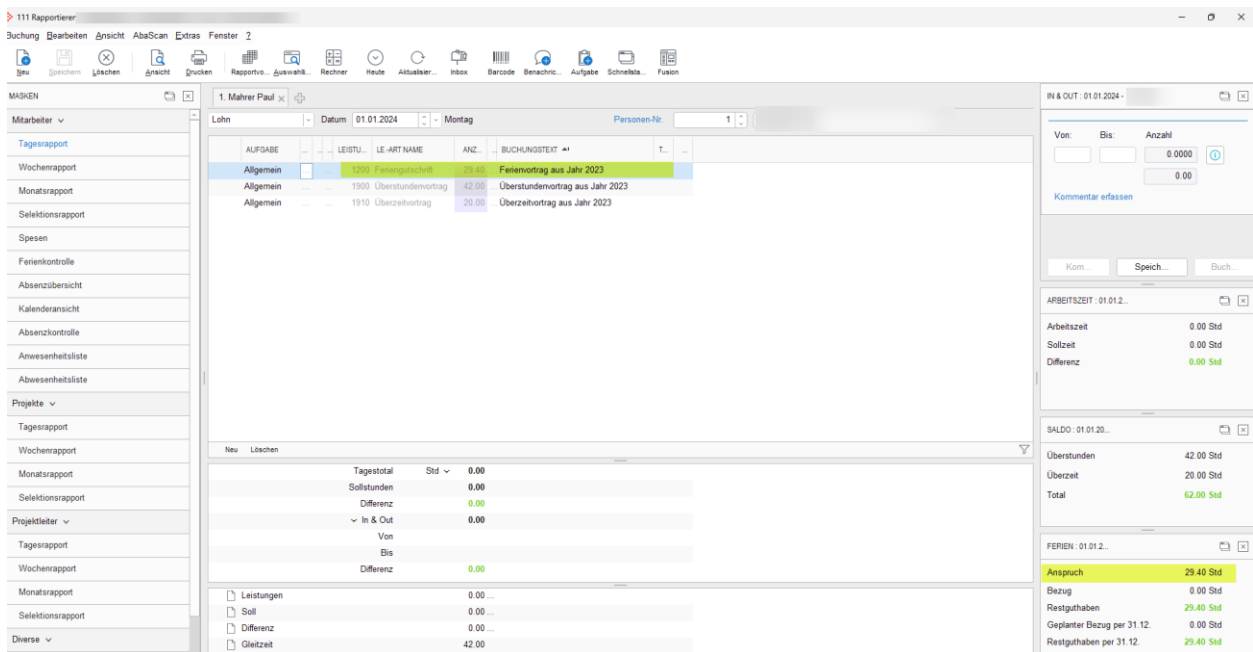 111 Rapportieren
Buchung Bearbeiten Ansicht AbaScan Extras Fenster ?
Neu Speichern Löschen Ansicht Drucken Rapportvo... Auswahll... Rechner Heute Aktualisier... Inbox Barcode Benachric... Aufgabe Schnellsta... Fusion
MASKEN
Mitarbeiter
Tagesrapport
Wochenrapport
Monatsrapport
Selektionsrapport
Spesen
Ferienkontrolle
Absenzübersicht
Kalenderansicht
Absenzkontrolle
Anwesenheitsliste
Abwesenheitsliste
Projekte
Tagesrapport
Wochenrapport
Monatsrapport
Selektionsrapport
Projektleiter
Tagesrapport
Wochenrapport
Monatsrapport
Selektionsrapport
Diverse
1. Mahrer Paul
Lohn Datum 01.01.2024 Montag Personen-Nr. 1
AUFGABE ... ... ... LEISTU... LE.-ART NAME ANZ... ... BUCHUNGSTEXT T... ...
Allgemein ... ... 1200 Feriengutschrift 29.40 ... Ferienvortrag aus Jahr 2023
Allgemein ... ... 1900 Überstundenvortrag 42.00 ... Überstundenvortrag aus Jahr 2023
Allgemein ... ... 1910 Überzeitvortrag 20.00 ... Überzeitvortrag aus Jahr 2023
Neu Löschen
Tagestotal Std 0.00
Sollstunden 0.00
Differenz 0.00
In & Out 0.00
Von
Bis
Differenz 0.00
Leistungen 0.00 ...
Soll 0.00 ...
Differenz 0.00 ...
Gleitzeit 42.00
IN & OUT : 01.01.2024 -
Von: Bis: Anzahl
0.0000
0.00
Kommentar erfassen
Kom... Speich... Buch...
ARBEITSZEIT : 01.01.2...
Arbeitszeit 0.00 Std
Sollzeit 0.00 Std
Differenz 0.00 Std
SALDO : 01.01.20...
Überstunden 42.00 Std
Überzeit 20.00 Std
Total 62.00 Std
FERIEN : 01.01.2...
Anspruch 29.40 Std
Bezug 0.00 Std
Restguthaben 29.40 Std
Geplanter Bezug per 31.12. 0.00 Std
Restguthaben per 31.12. 29.40 Std